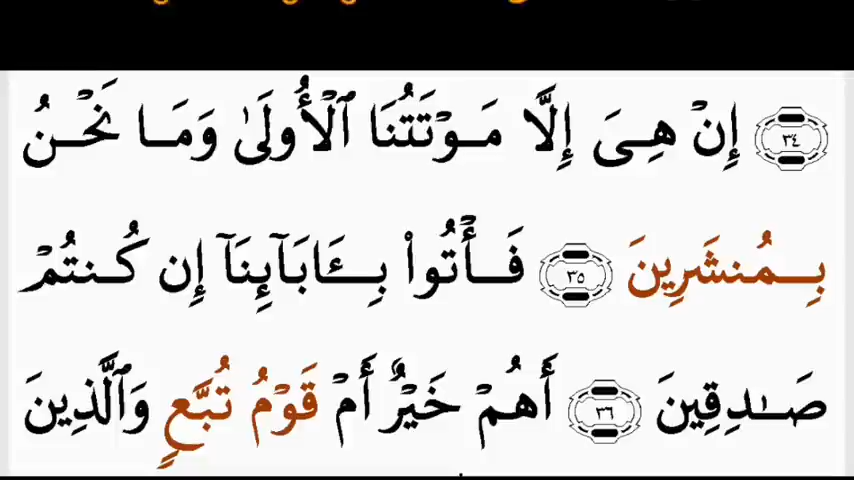 ٣٤ إِنْ هِىَ إِلَّا مَوْتَتُنَا ٱلْأُولَىٰ وَمَا نَحْنُ
بِمُنشَرِينَ ٣٥ فَأْتُوا۟ بِـَٔابَآئِنَآ إِن كُنتُمْ
صَـٰدِقِينَ ٣٦ أَهُمْ خَيْرٌ أَمْ قَوْمُ تُبَّعٍ وَٱلَّذِينَ